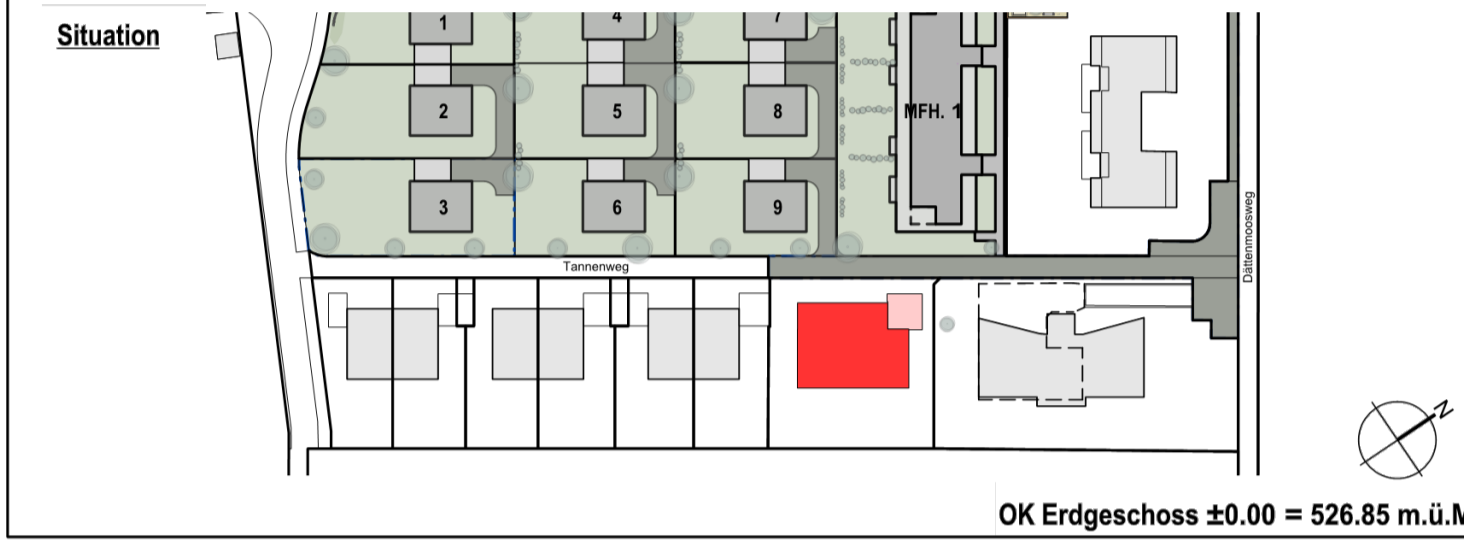 Situation
1
4
7
2
5
8
MFH. 1
3
6
9
Tannenweg
Dättenmoosweg
N
OK Erdgeschoss ±0.00 = 526.85 m.ü.M